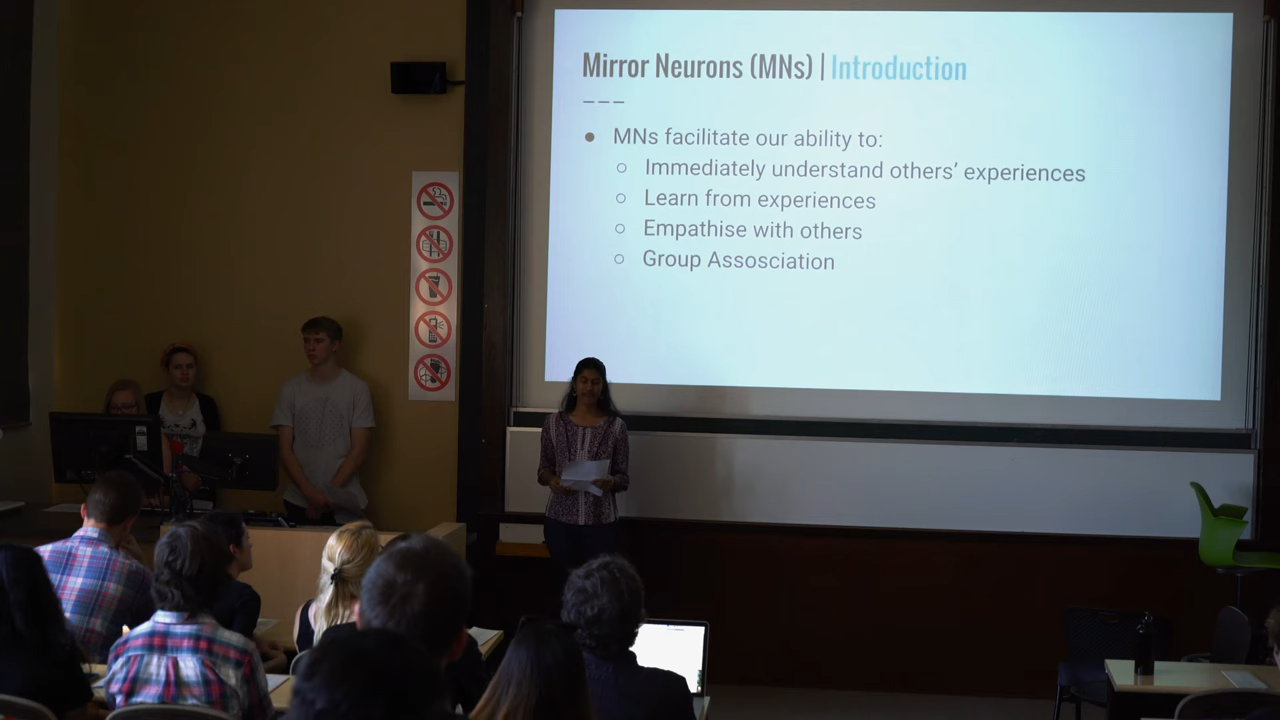 Mirror Neurons (MNs) | Introduction
● MNs facilitate our ability to:
○ Immediately understand others’ experiences
○ Learn from experiences
○ Empathise with others
○ Group Assosciation